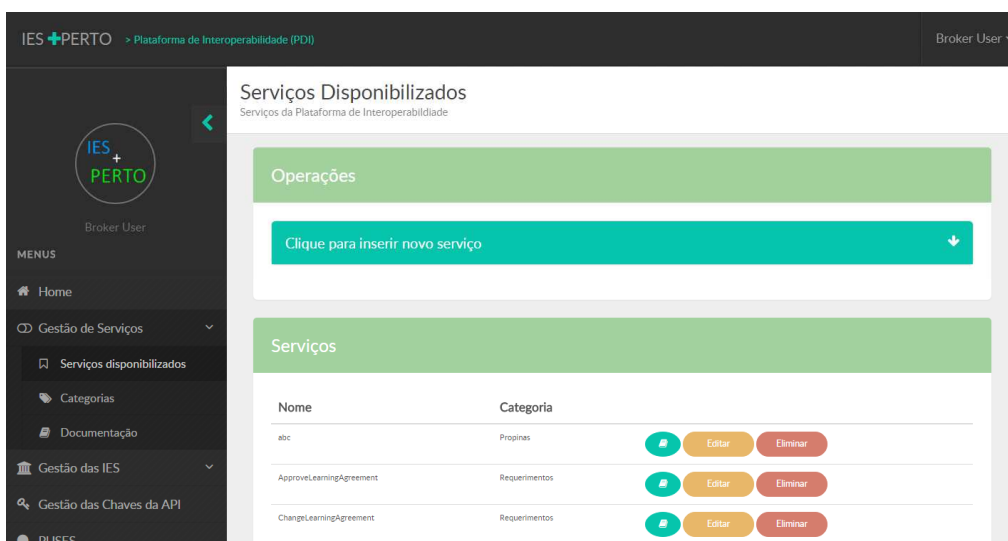 IES +PERTO > Plataforma de Interoperabilidade (PDI)
Broker User
Serviços Disponibilizados
Serviços da Plataforma de Interoperabildiade
IES
+
PERTO
Broker User
MENUS
Home
Gestão de Serviços
Serviços disponibilizados
Categorias
Documentação
Gestão das IES
Gestão das Chaves da API
Operações
Clique para inserir novo serviço
Serviços
Nome Categoria
abc Propinas Editar Eliminar
ApproveLearningAgreement Requerimentos Editar Eliminar
ChangeLearningAgreement Requerimentos Editar Eliminar